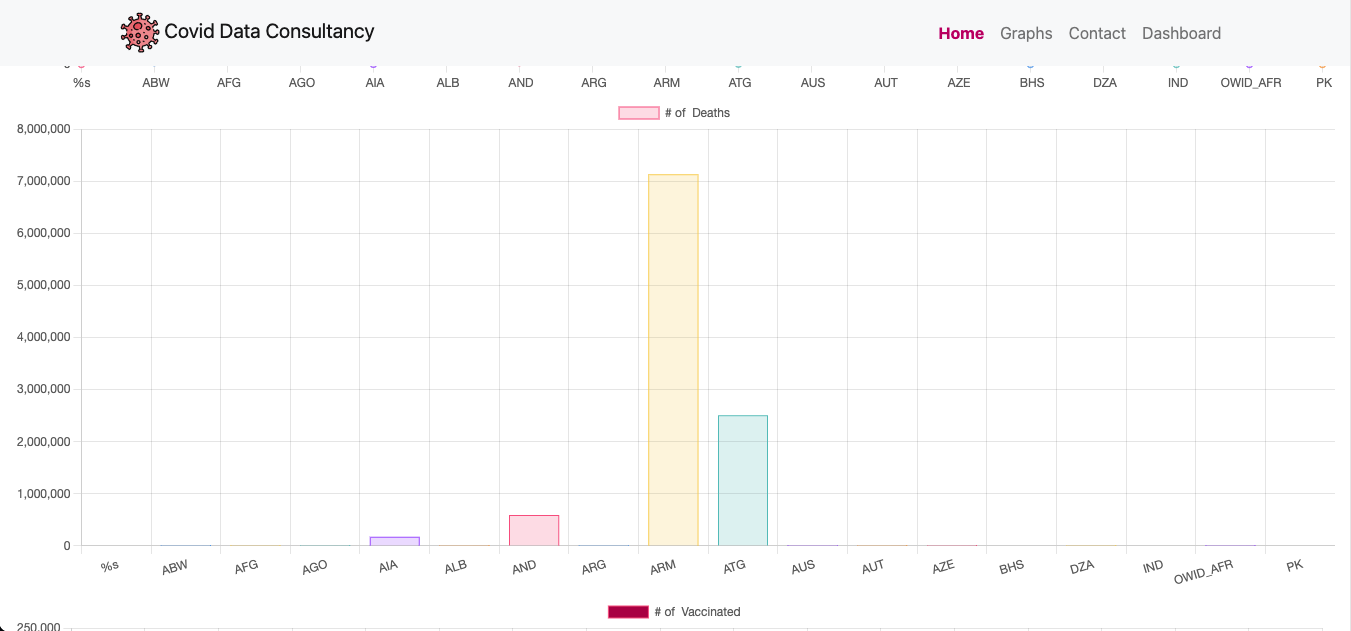 Covid Data Consultancy
Home Graphs Contact Dashboard
%s ABW AFG AGO AIA ALB AND ARG ARM ATG AUS AUT AZE BHS DZA IND OWID_AFR PK
# of Deaths
8,000,000
7,000,000
6,000,000
5,000,000
4,000,000
3,000,000
2,000,000
1,000,000
0
%s ABW AFG AGO AIA ALB AND ARG ARM ATG AUS AUT AZE BHS DZA IND OWID_AFR PK
# of Vaccinated
250,000